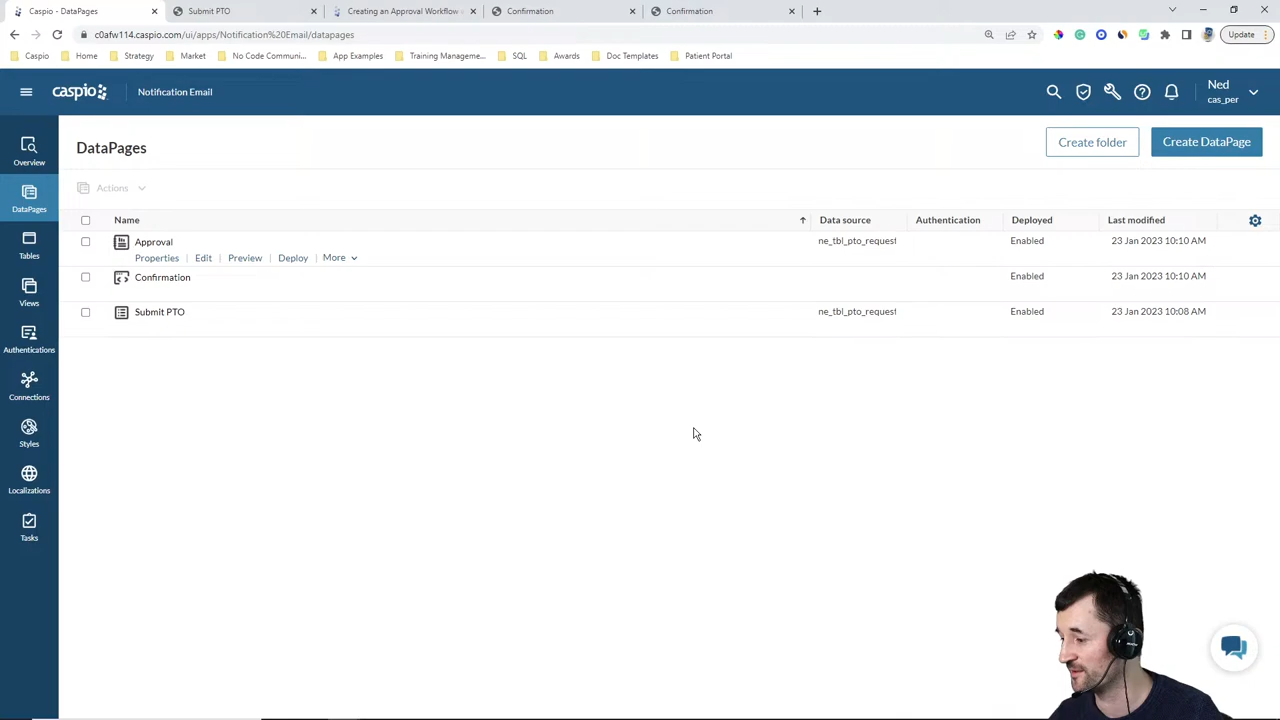 Caspio - DataPages
Submit PTO
Creating an Approval Workflow
Confirmation
Confirmation
c0afw114.caspio.com/ui/apps/Notification%20Email/datapages
Update
Caspio
Home
Strategy
Market
No Code Communi...
App Examples
Training Manageme...
SQL
Awards
Doc Templates
Patient Portal
caspio
Notification Email
Ned
cas_per
Overview
DataPages
Tables
Views
Authentications
Connections
Styles
Localizations
Tasks
DataPages
Create folder
Create DataPage
Actions
Name
Data source
Authentication
Deployed
Last modified
Approval
ne_tbl_pto_request
Enabled
23 Jan 2023 10:10 AM
Properties
Edit
Preview
Deploy
More
Confirmation
Enabled
23 Jan 2023 10:10 AM
Submit PTO
ne_tbl_pto_request
Enabled
23 Jan 2023 10:08 AM